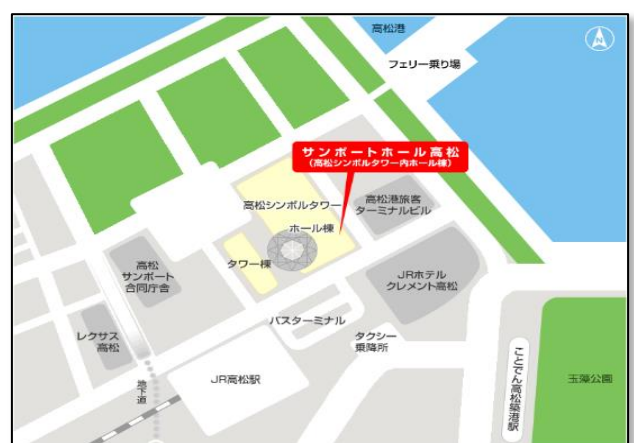 高松港
N
フェリー乗り場
サンポートホール高松
(高松シンボルタワー内ホール棟)
高松シンボルタワー
ホール棟
高松港旅客
ターミナルビル
タワー棟
高松
サンポート
合同庁舎
JRホテル
クレメント高松
レクサス
高松
バスターミナル
タクシー
乗降所
地下道
JR高松駅
ことでん高松築港駅
玉藻公園